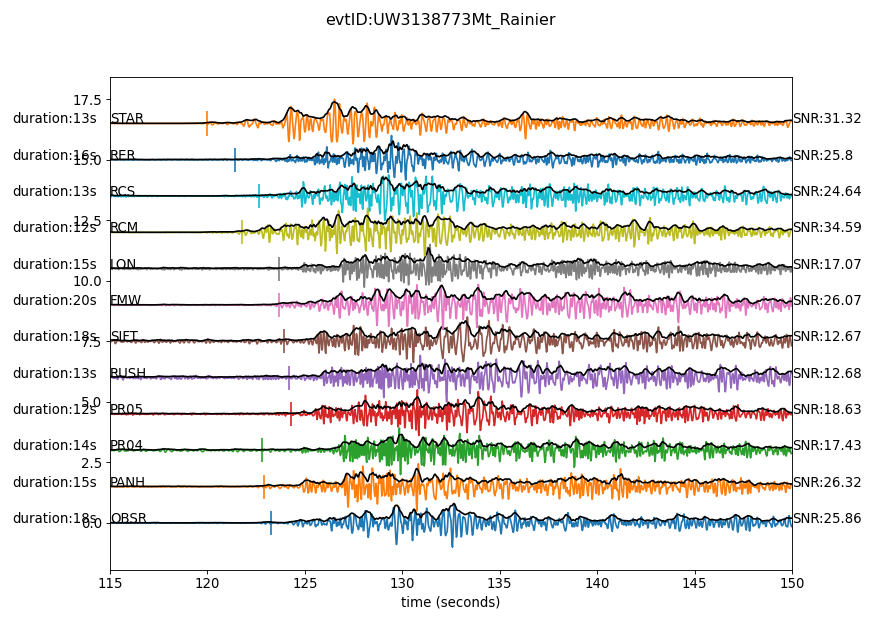 evtID:UW3138773Mt_Rainier
17.5
duration:13s STAR SNR:31.32
duration:16s RER SNR:25.8
15.0
duration:13s RCS SNR:24.64
12.5
duration:12s RCM SNR:34.59
duration:15s LON SNR:17.07
10.0
duration:20s FMW SNR:26.07
duration:18s SIFT SNR:12.67
7.5
duration:13s RUSH SNR:12.68
5.0
duration:12s PR05 SNR:18.63
duration:14s PR04 SNR:17.43
2.5
duration:15s PANH SNR:26.32
duration:18s OBSR SNR:25.86
0.0
115 120 125 130 135 140 145 150
time (seconds)